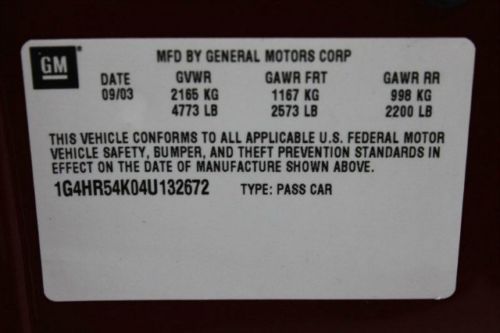 GM
MFD BY GENERAL MOTORS CORP
DATE GVWR GAWR FRT GAWR RR
09/03 2165 KG 1167 KG 998 KG
4773 LB 2573 LB 2200 LB
THIS VEHICLE CONFORMS TO ALL APPLICABLE U.S. FEDERAL MOTOR
VEHICLE SAFETY, BUMPER, AND THEFT PREVENTION STANDARDS IN
EFFECT ON THE DATE OF MANUFACTURE SHOWN ABOVE.
1G4HR54K04U132672 TYPE: PASS CAR